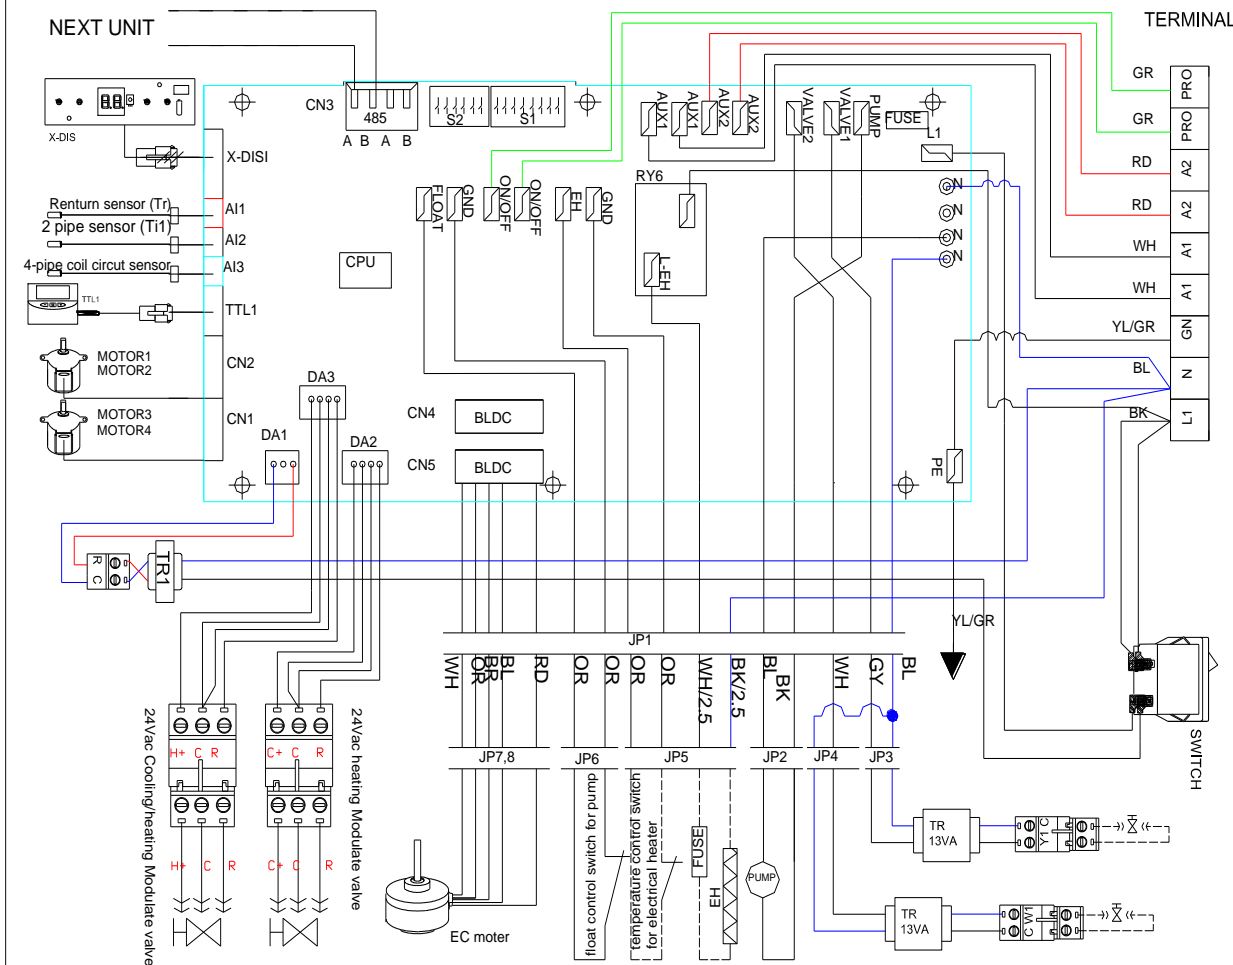 NEXT UNIT
TERMINAL
X-DIS
CN3
485
A B A B
S2
S1
AUX1
AUX1
AUX2
AUX2
VALVE2
VALVE1
PUMP
FUSE
L1
GR
PRO
GR
PRO
RD
A2
RD
A2
WH
A1
WH
A1
YL/GR
GN
BL
N
BK
L1
X-DISI
Renturn sensor (Tr)
AI1
2 pipe sensor (Ti1)
AI2
4-pipe coil circut sensor
AI3
TTL1
TTL1
MOTOR1
MOTOR2
CN2
MOTOR3
MOTOR4
CN1
CPU
FLOAT
GND
ON/OFF
ON/OFF
EH
GND
RY6
L-EH
N
N
N
N
DA3
DA1
DA2
CN4
BLDC
CN5
BLDC
PE
R
C
TR1
YL/GR
JP1
WH
OR
BR
BL
RD
OR
OR
OR
OR
WH/2.5
BK/2.5
BL
BK
WH
GY
BL
SWITCH
H+ C R
C+ C R
H+ C R
C+ C R
24Vac Cooling/heating Modulate valve
24Vac heating Modulate valve
JP7,8
JP6
JP5
JP2
JP4
JP3
float control switch for pump
temperature control switch
for electrical heater
FUSE
EH
PUMP
EC moter
TR
13VA
Y1 C
TR
13VA
C W1